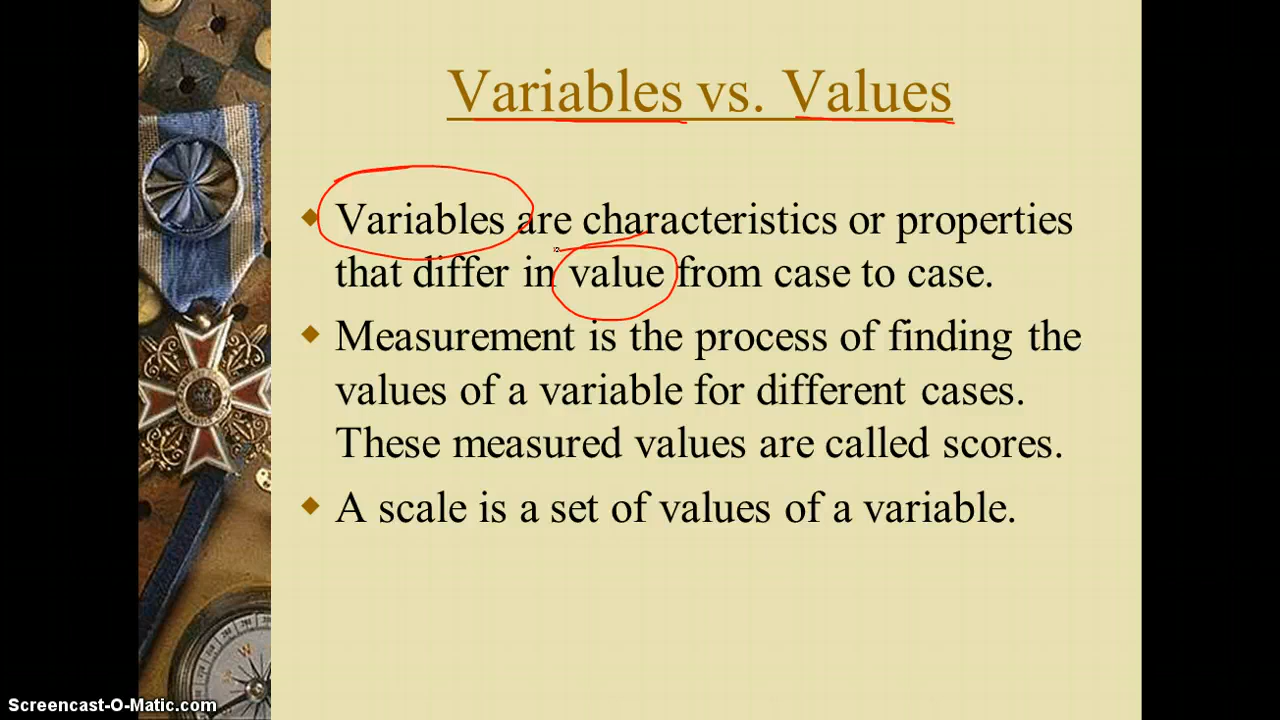 Variables vs. Values
Variables are characteristics or properties
that differ in value from case to case.
Measurement is the process of finding the
values of a variable for different cases.
These measured values are called scores.
A scale is a set of values of a variable.
Screencast-O-Matic.com